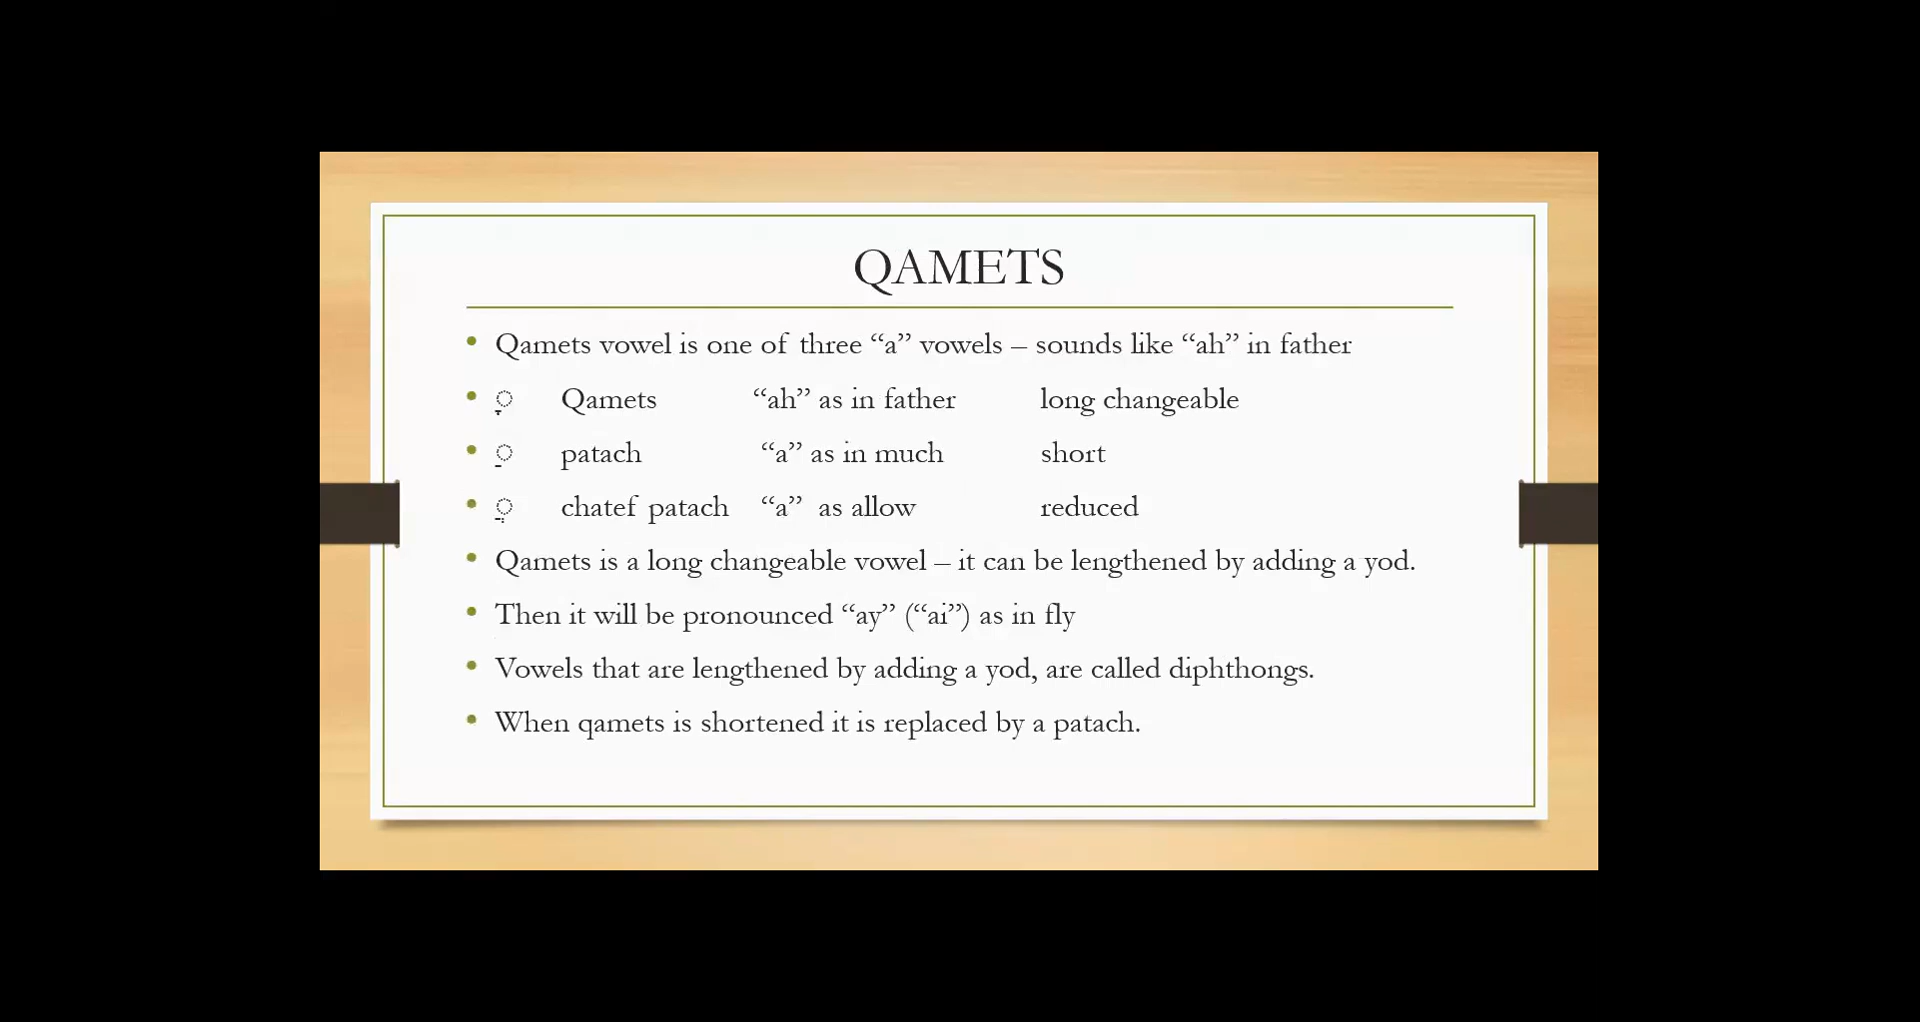 QAMETS
• Qamets vowel is one of three “a” vowels – sounds like “ah” in father
• ◌ָ Qamets “ah” as in father long changeable
• ◌ַ patach “a” as in much short
• ◌ֲ chatef patach “a” as allow reduced
• Qamets is a long changeable vowel – it can be lengthened by adding a yod.
• Then it will be pronounced “ay” (“ai”) as in fly
• Vowels that are lengthened by adding a yod, are called diphthongs.
• When qamets is shortened it is replaced by a patach.